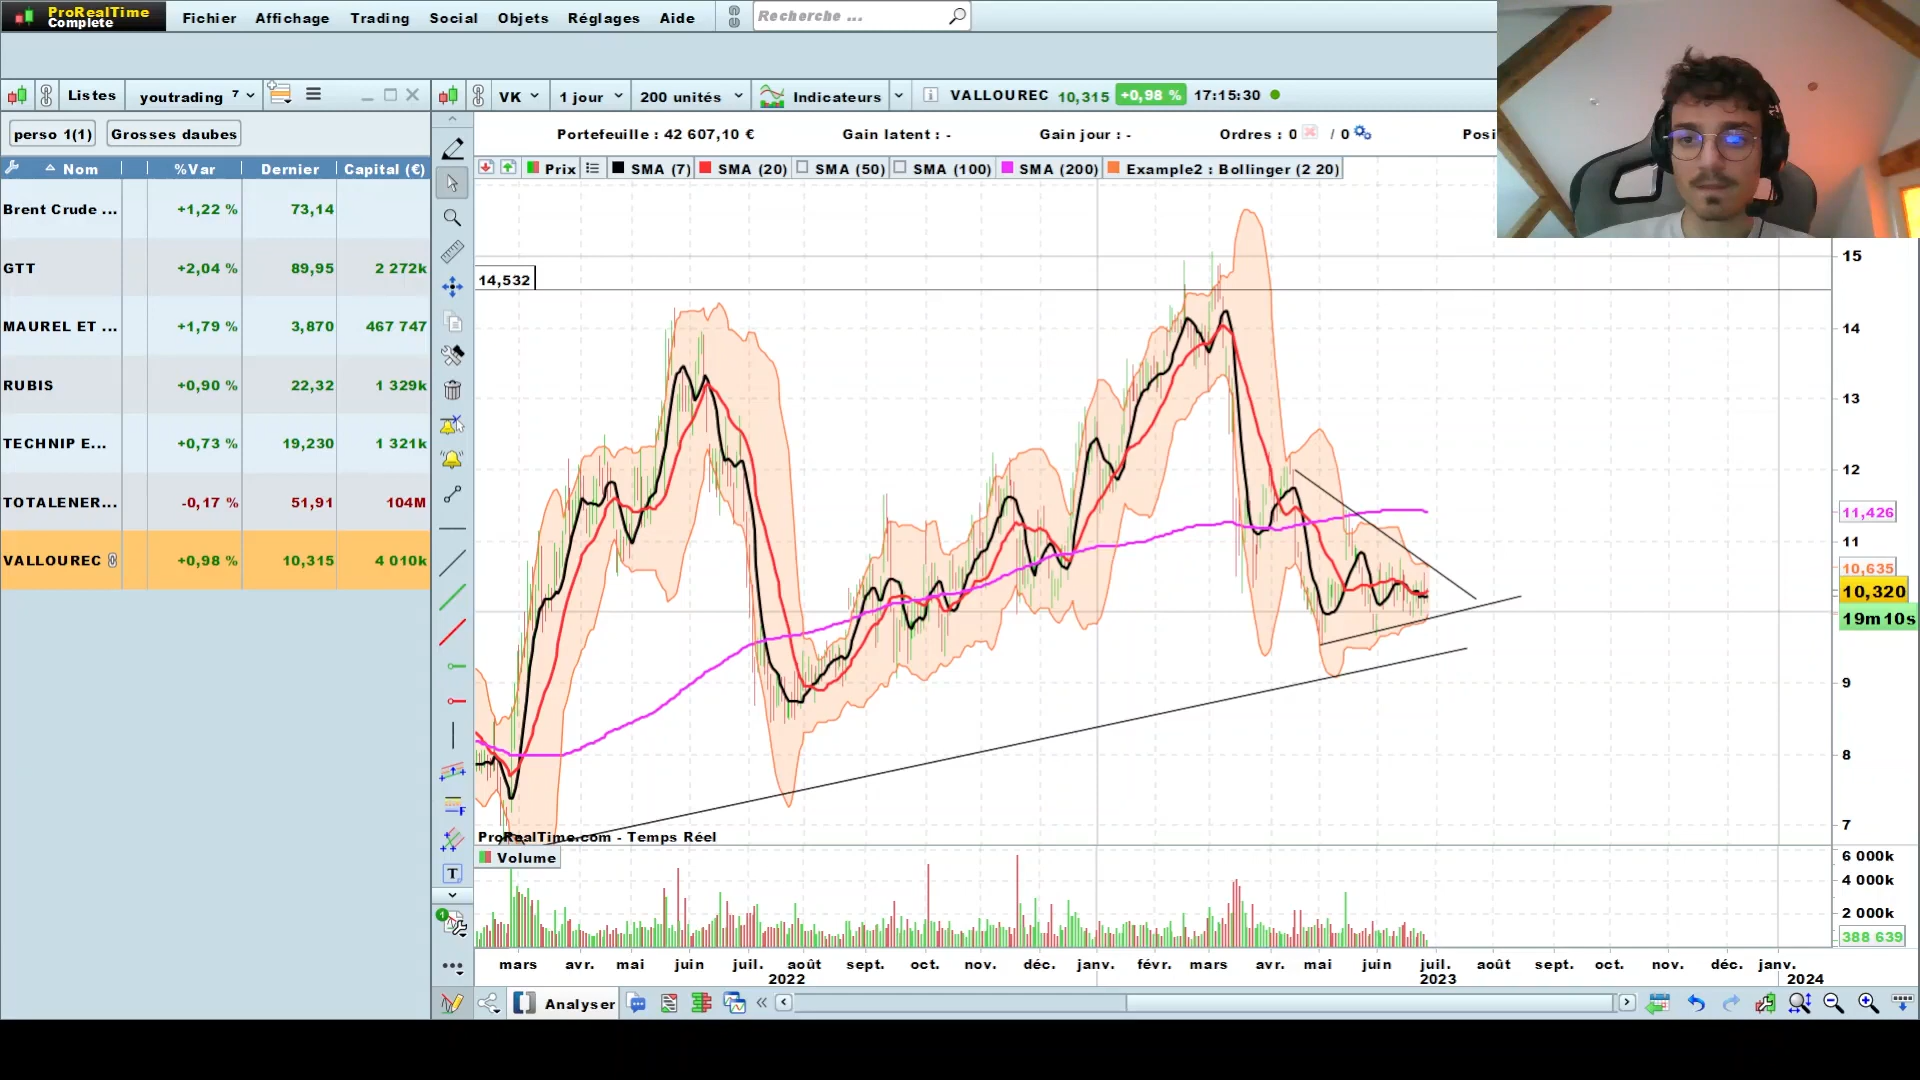 ProRealTime
Complete
Fichier Affichage Trading Social Objets Réglages Aide
Recherche ...
Listes youtrading 7
VK 1 jour 200 unités Indicateurs VALLOUREC 10,315 +0,98 % 17:15:30
perso 1(1) Grosses daubes
Portefeuille : 42 607,10 € Gain latent : - Gain jour : - Ordres : 0 / 0 Posi
Nom %Var Dernier Capital (€)
Prix SMA (7) SMA (20) SMA (50) SMA (100) SMA (200) Example2 : Bollinger (2 20)
Brent Crude ... +1,22 % 73,14
GTT +2,04 % 89,95 2 272k
MAUREL ET ... +1,79 % 3,870 467 747
RUBIS +0,90 % 22,32 1 329k
TECHNIP E... +0,73 % 19,230 1 321k
TOTALENER... -0,17 % 51,91 104M
VALLOUREC +0,98 % 10,315 4 010k
14,532
15
14
13
12
11,426
11
10,635
10,320
19m10s
9
8
7
ProRealTime.com - Temps Réel
Volume
6 000k
4 000k
2 000k
388 639
mars avr. mai juin juil. août sept. oct. nov. déc. janv. févr. mars avr. mai juin juil. août sept. oct. nov. déc. janv.
2022 2023 2024
F
T
1
Analyser